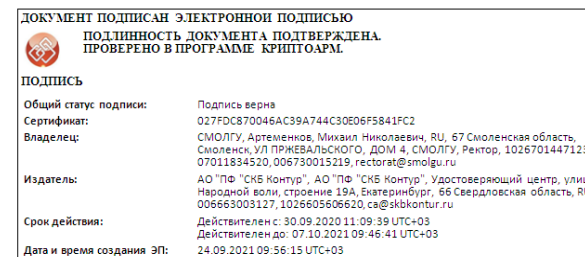 ДОКУМЕНТ ПОДПИСАН ЭЛЕКТРОННОЙ ПОДПИСЬЮ
ПОДЛИННОСТЬ ДОКУМЕНТА ПОДТВЕРЖДЕНА.
ПРОВЕРЕНО В ПРОГРАММЕ КРИПТОАРМ.
ПОДПИСЬ
Общий статус подписи: Подпись верна
Сертификат: 027FDC870046AC39A744C30E06F5841FC2
Владелец: СМОЛГУ, Артеменков, Михаил Николаевич, RU, 67 Смоленская область,
Смоленск, УЛ ПРЖЕВАЛЬСКОГО, ДОМ 4, СМОЛГУ, Ректор, 102670144712
07011834520, 006730015219, rectorat@smolgu.ru
Издатель: АО "ПФ "СКБ Контур", АО "ПФ "СКБ Контур", Удостоверяющий центр, улиц
Народной воли, строение 19А, Екатеринбург, 66 Свердловская область, RU
006663003127, 1026605606620, ca@skbkontur.ru
Срок действия: Действителен с: 30.09.2020 11:09:39 UTC+03
Действителен до: 07.10.2021 09:46:41 UTC+03
Дата и время создания ЭП: 24.09.2021 09:56:15 UTC+03